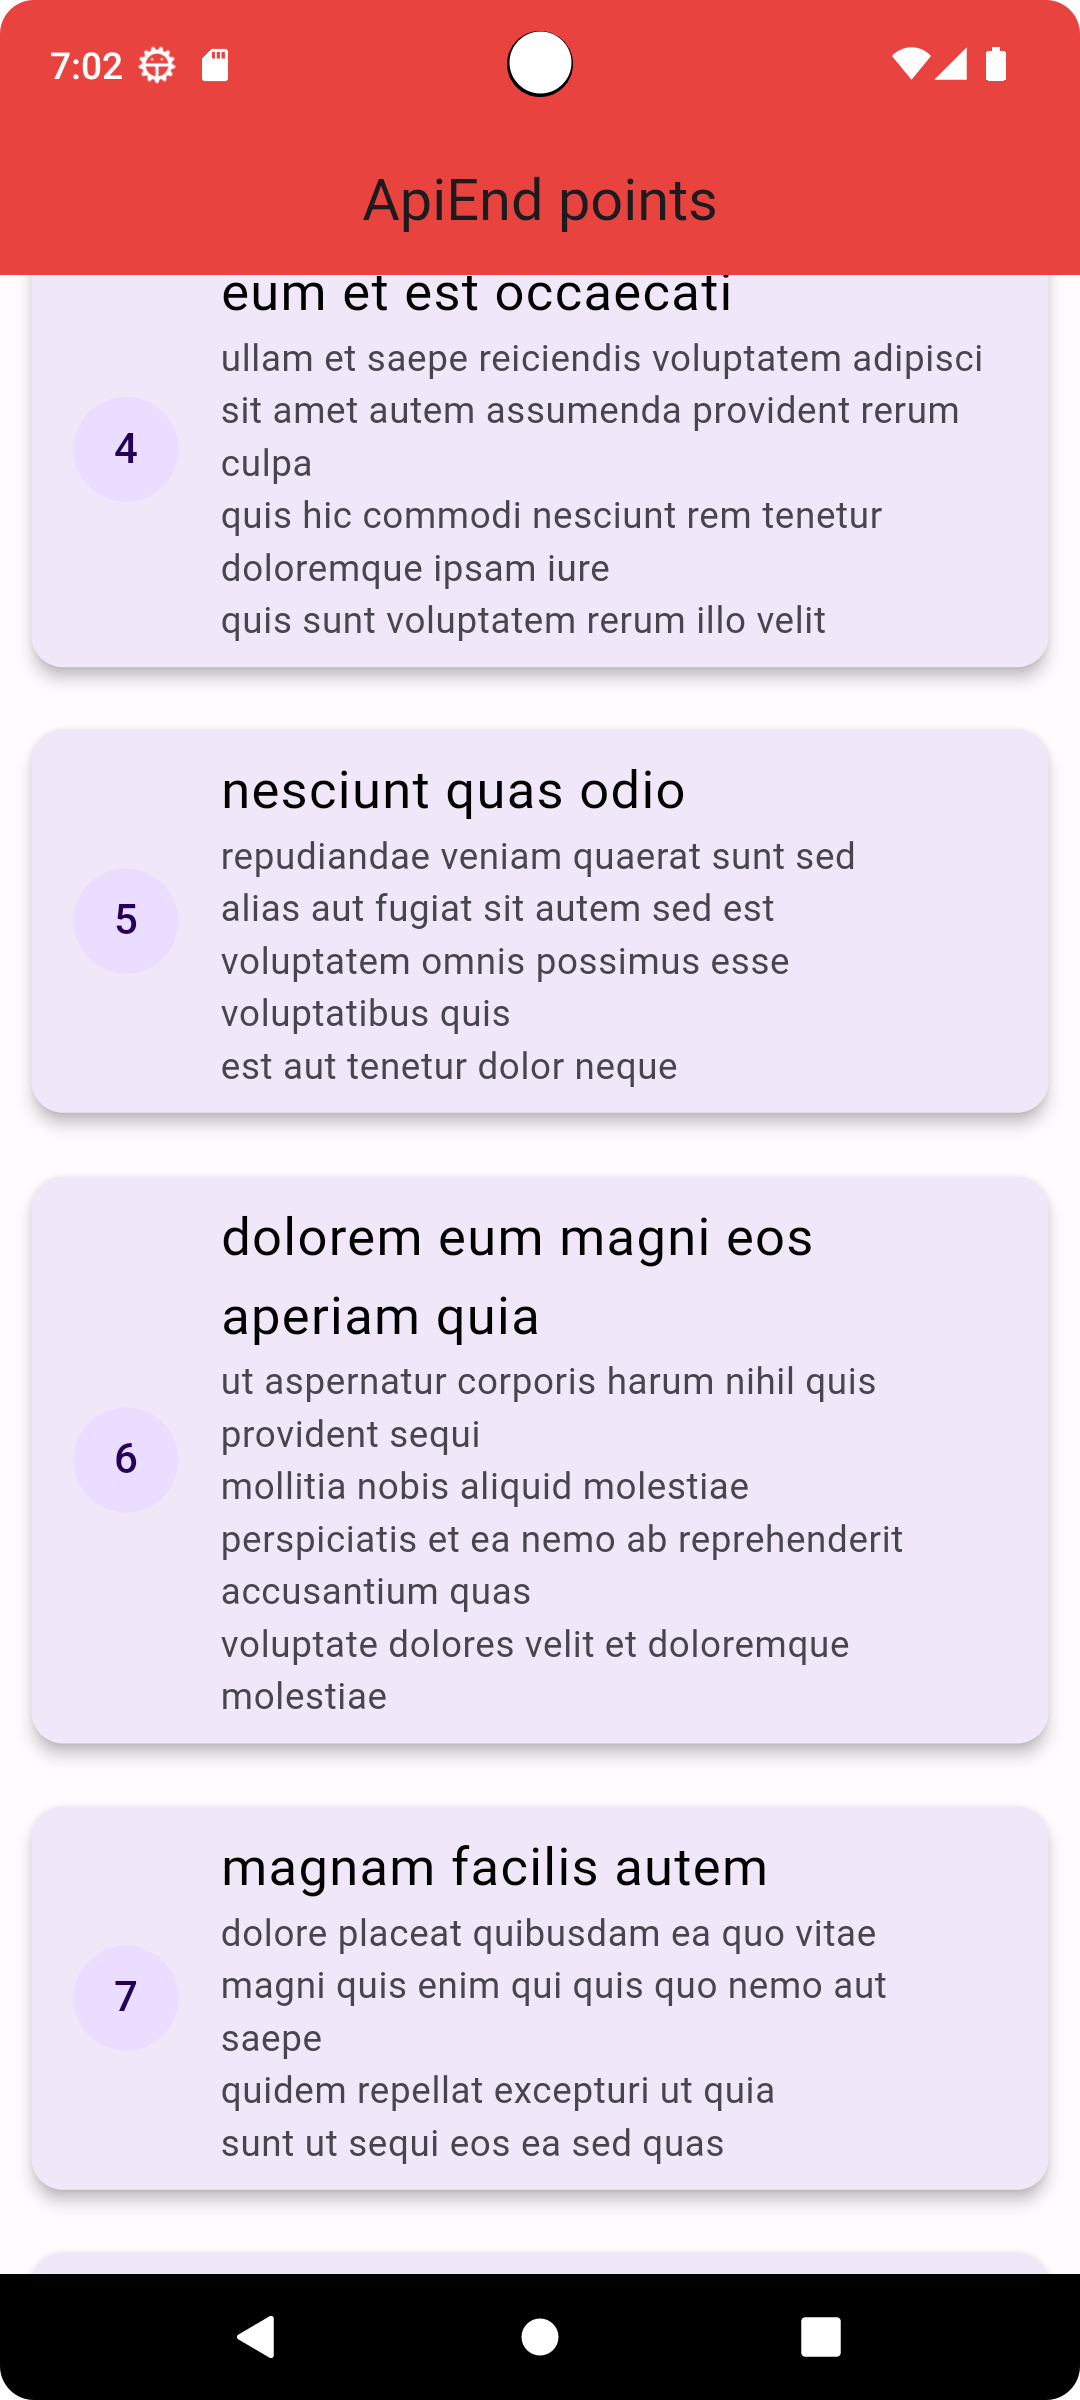 7:02
ApiEnd points
eum et est occaecati
ullam et saepe reiciendis voluptatem adipisci
sit amet autem assumenda provident rerum
culpa
quis hic commodi nesciunt rem tenetur
doloremque ipsam iure
quis sunt voluptatem rerum illo velit
4
nesciunt quas odio
repudiandae veniam quaerat sunt sed
alias aut fugiat sit autem sed est
voluptatem omnis possimus esse
voluptatibus quis
est aut tenetur dolor neque
5
dolorem eum magni eos
aperiam quia
ut aspernatur corporis harum nihil quis
provident sequi
mollitia nobis aliquid molestiae
perspiciatis et ea nemo ab reprehenderit
accusantium quas
voluptate dolores velit et doloremque
molestiae
6
magnam facilis autem
dolore placeat quibusdam ea quo vitae
magni quis enim qui quis quo nemo aut
saepe
quidem repellat excepturi ut quia
sunt ut sequi eos ea sed quas
7